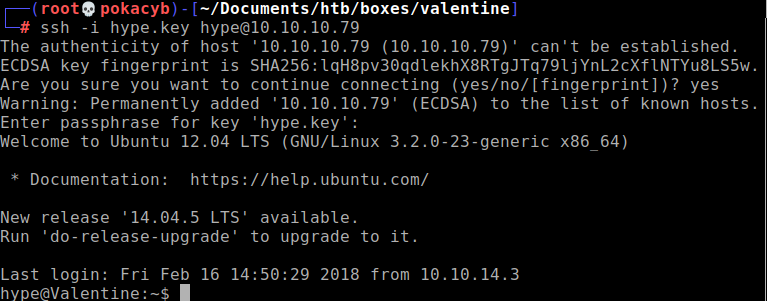 ┌──(root💀pokacyb)-[~/Documents/htb/boxes/valentine]
└─# ssh -i hype.key hype@10.10.10.79
The authenticity of host '10.10.10.79 (10.10.10.79)' can't be established.
ECDSA key fingerprint is SHA256:lqH8pv30qdlekhX8RTgJTq79ljYnL2cXflNTYu8LS5w.
Are you sure you want to continue connecting (yes/no/[fingerprint])? yes
Warning: Permanently added '10.10.10.79' (ECDSA) to the list of known hosts.
Enter passphrase for key 'hype.key':
Welcome to Ubuntu 12.04 LTS (GNU/Linux 3.2.0-23-generic x86_64)
* Documentation:  https://help.ubuntu.com/
New release '14.04.5 LTS' available.
Run 'do-release-upgrade' to upgrade to it.
Last login: Fri Feb 16 14:50:29 2018 from 10.10.14.3
hype@Valentine:~$